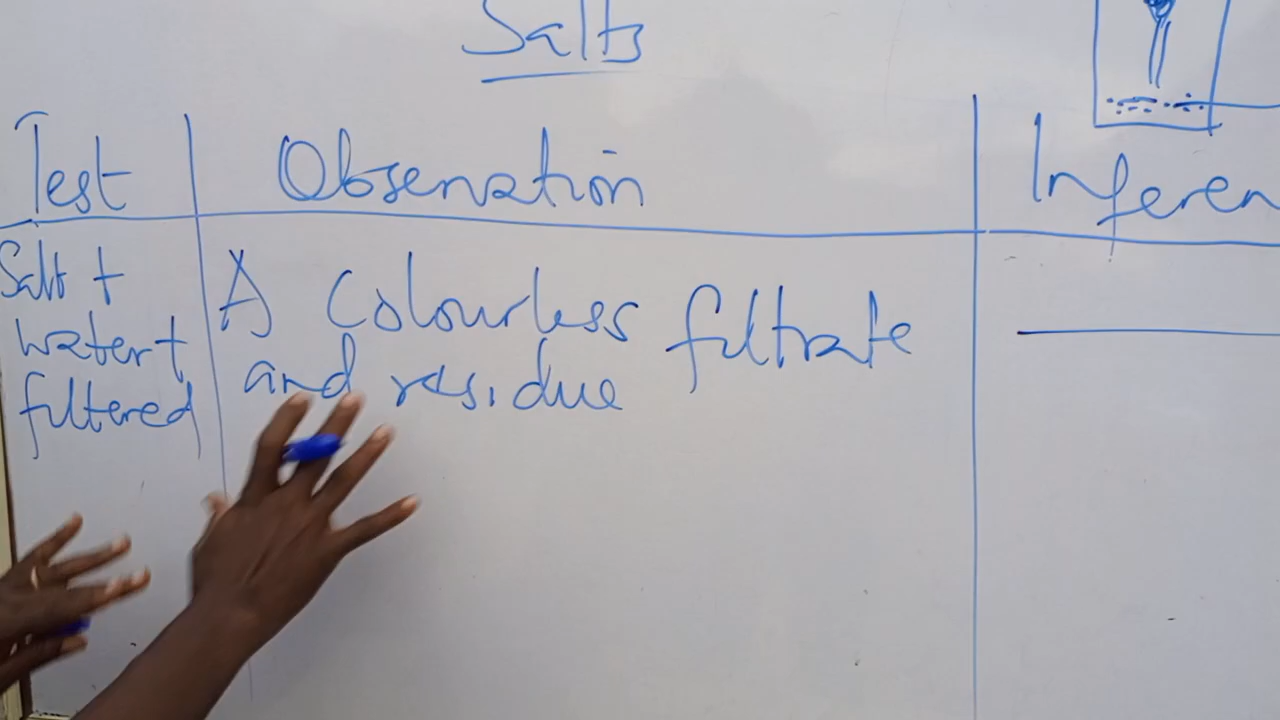 Salts
Test Observation Inferen
Salt + A Colourless filtrate
water + and residue
filtered